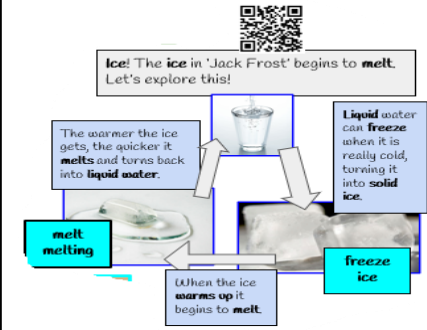 Ice! The ice in 'Jack Frost' begins to melt.
Let's explore this!
The warmer the ice
gets, the quicker it
melts and turns back
into liquid water.
Liquid water
can freeze
when it is
really cold,
turning it
into solid
ice.
melt
melting
freeze
ice
When the ice
warms up it
begins to melt.